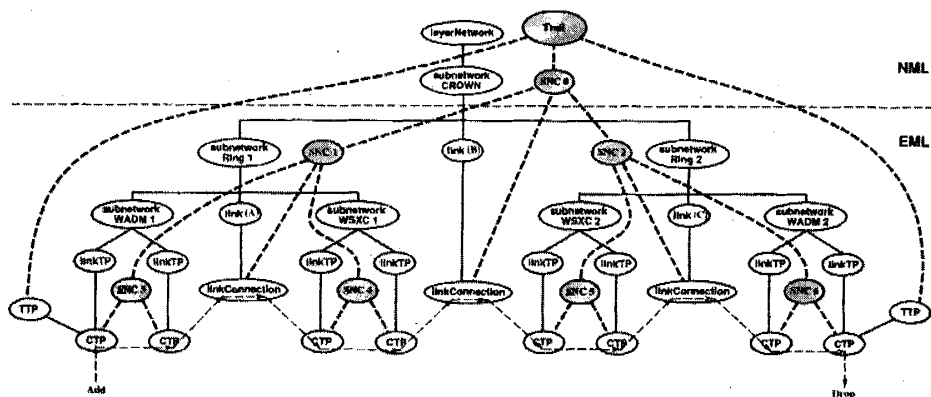 layerNetwork
Trail
NML
subnetwork
CROWN
SNC 0
EML
subnetwork
Ring 1
SNC 1
link (B)
SNC 2
subnetwork
Ring 2
subnetwork
WADM 1
link (A)
subnetwork
WSXC 1
subnetwork
WSXC 2
link (C)
subnetwork
WADM 2
linkTP
linkTP
linkTP
linkTP
linkTP
linkTP
linkTP
linkTP
SNC 3
linkConnection
SNC 4
linkConnection
SNC 5
linkConnection
SNC 6
TTP
TTP
CTP
CTP
CTP
CTP
CTP
CTP
CTP
CTP
Add
Drop